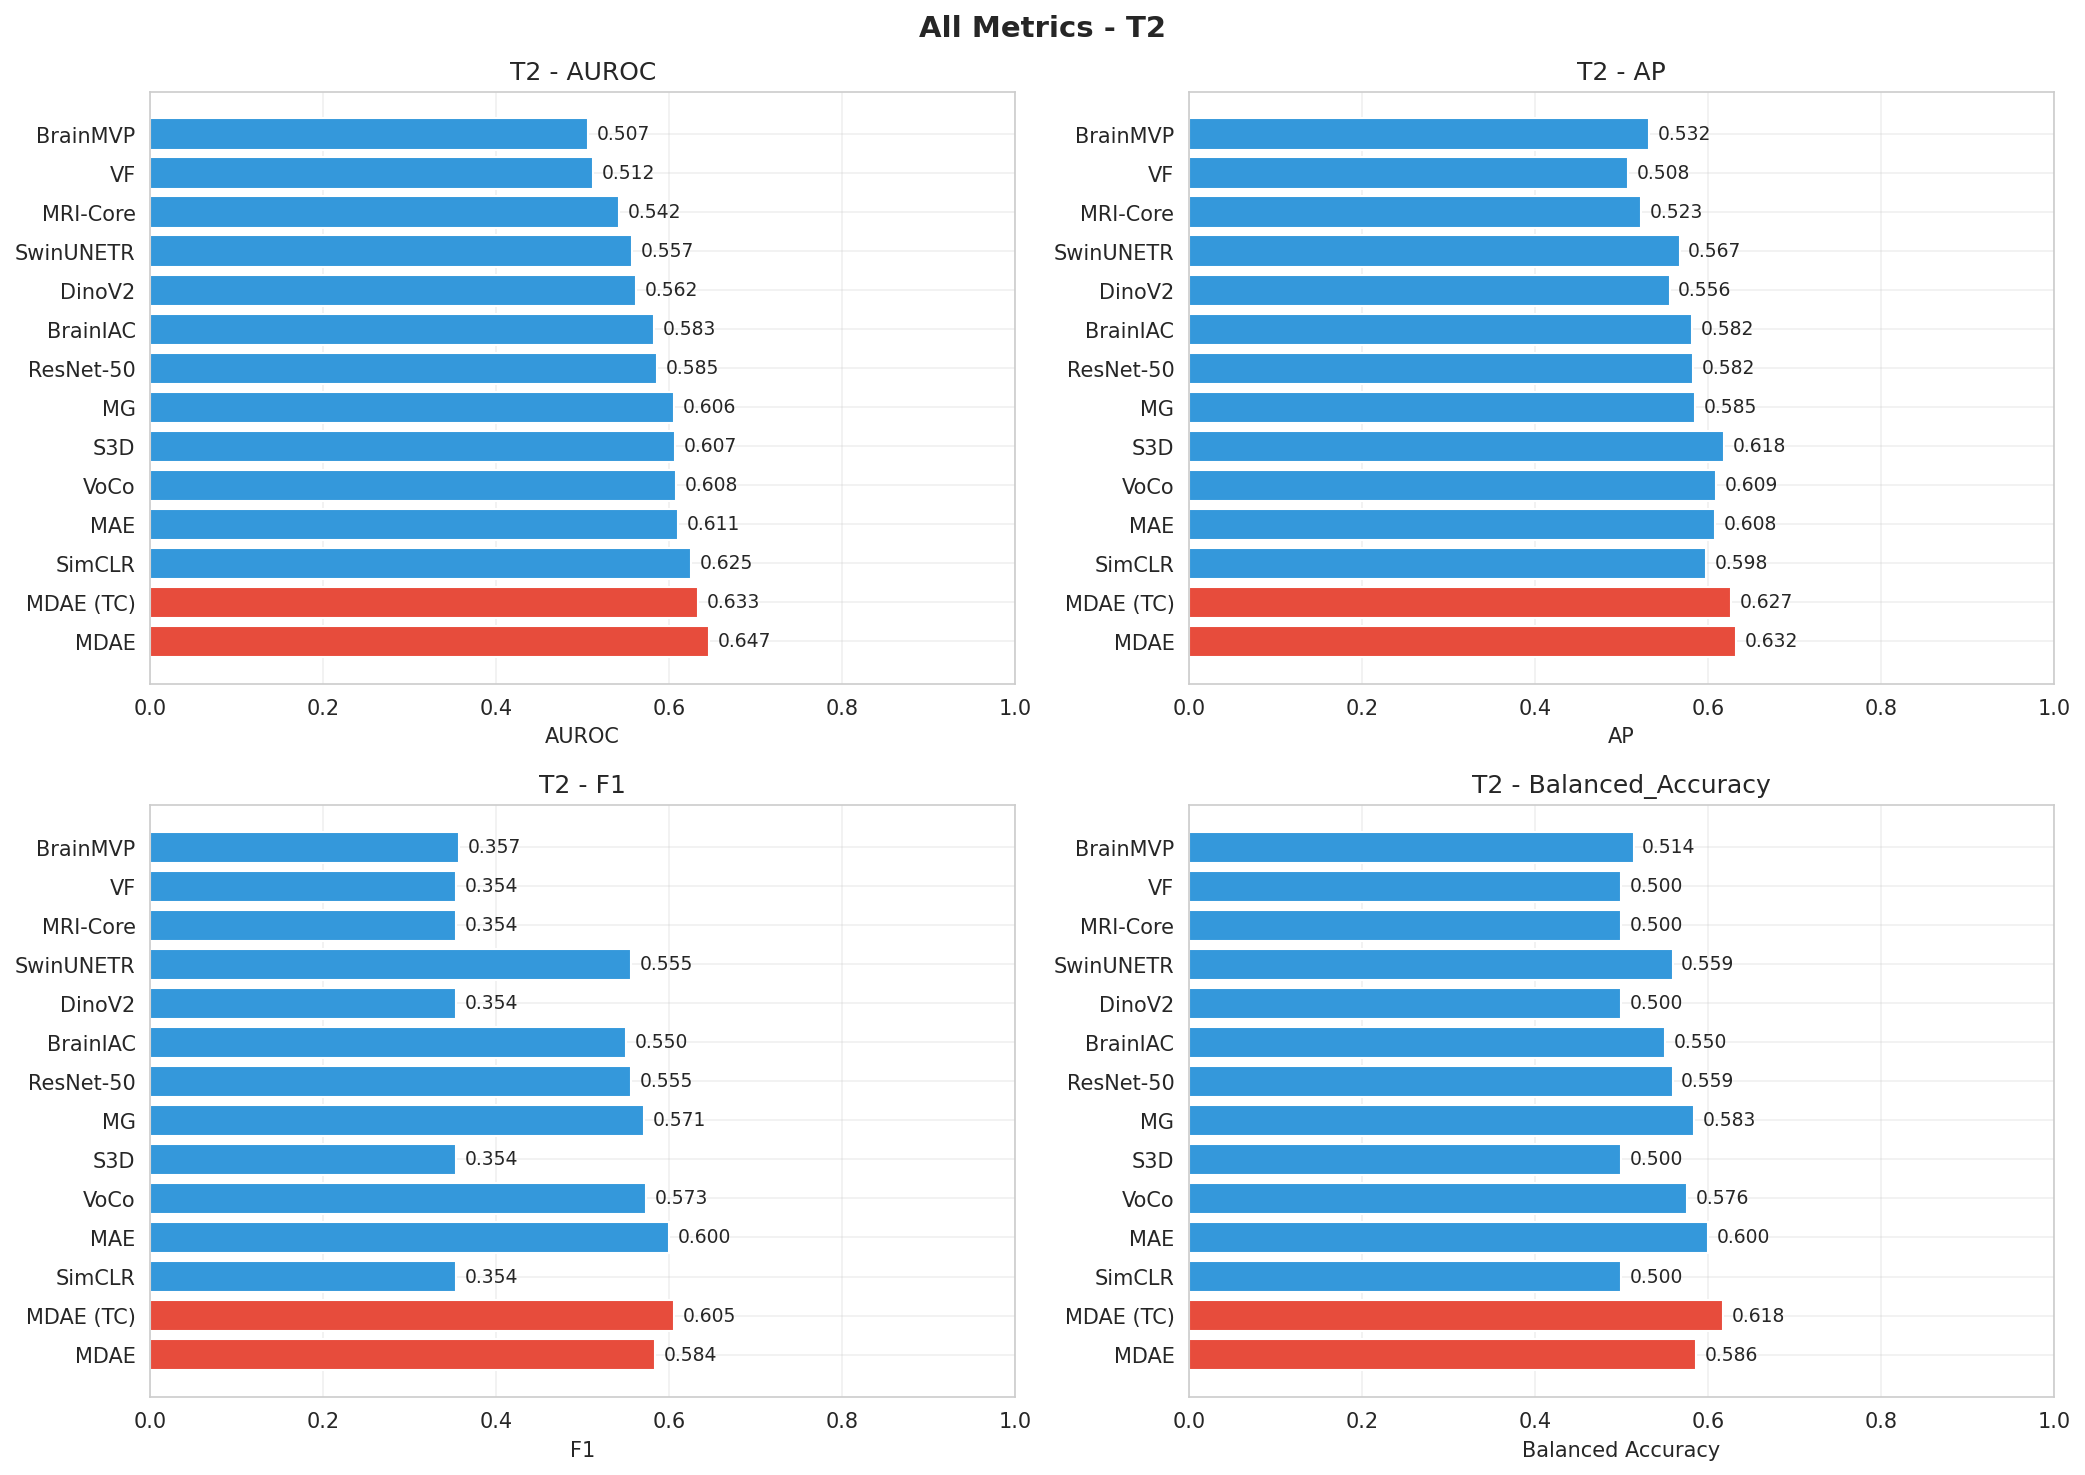 All Metrics - T2
T2 - AUROC
BrainMVP 0.507
VF 0.512
MRI-Core 0.542
SwinUNETR 0.557
DinoV2 0.562
BrainIAC 0.583
ResNet-50 0.585
MG 0.606
S3D 0.607
VoCo 0.608
MAE 0.611
SimCLR 0.625
MDAE (TC) 0.633
MDAE 0.647
0.0 0.2 0.4 0.6 0.8 1.0
AUROC
T2 - AP
BrainMVP 0.532
VF 0.508
MRI-Core 0.523
SwinUNETR 0.567
DinoV2 0.556
BrainIAC 0.582
ResNet-50 0.582
MG 0.585
S3D 0.618
VoCo 0.609
MAE 0.608
SimCLR 0.598
MDAE (TC) 0.627
MDAE 0.632
0.0 0.2 0.4 0.6 0.8 1.0
AP
T2 - F1
BrainMVP 0.357
VF 0.354
MRI-Core 0.354
SwinUNETR 0.555
DinoV2 0.354
BrainIAC 0.550
ResNet-50 0.555
MG 0.571
S3D 0.354
VoCo 0.573
MAE 0.600
SimCLR 0.354
MDAE (TC) 0.605
MDAE 0.584
0.0 0.2 0.4 0.6 0.8 1.0
F1
T2 - Balanced_Accuracy
BrainMVP 0.514
VF 0.500
MRI-Core 0.500
SwinUNETR 0.559
DinoV2 0.500
BrainIAC 0.550
ResNet-50 0.559
MG 0.583
S3D 0.500
VoCo 0.576
MAE 0.600
SimCLR 0.500
MDAE (TC) 0.618
MDAE 0.586
0.0 0.2 0.4 0.6 0.8 1.0
Balanced Accuracy